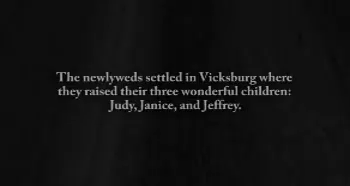 The newlyweds settled in Vicksburg where
they raised their three wonderful children:
Judy, Janice, and Jeffrey.